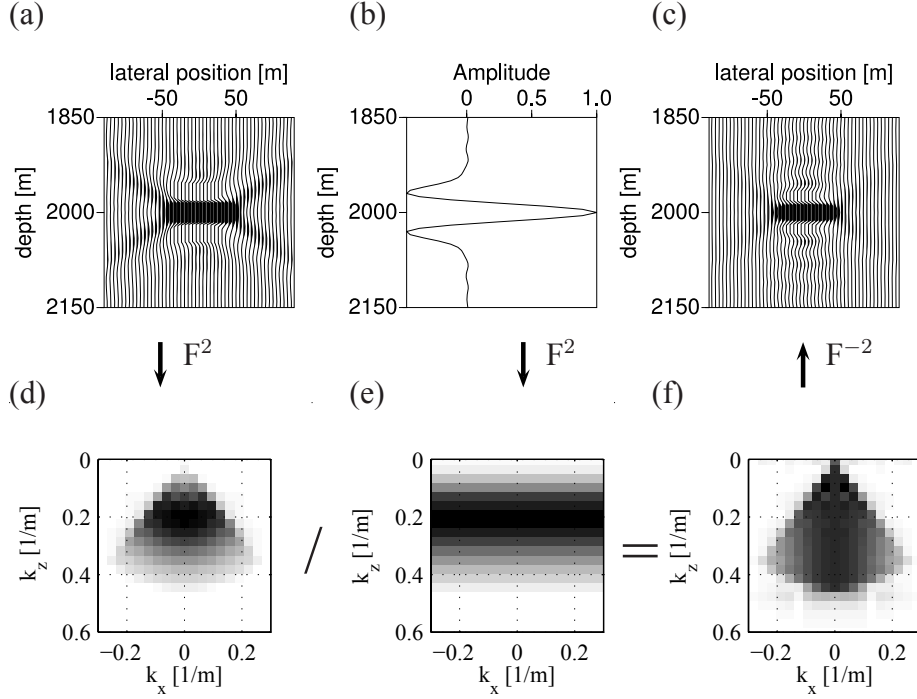 (a) (b) (c)
lateral position [m] Amplitude lateral position [m]
-50 50 0 0.5 1.0 -50 50
1850 1850 1850
depth [m] depth [m] depth [m]
2000 2000 2000
2150 2150 2150
F² F² F⁻²
(d) (e) (f)
0 0 0
0.2 0.2 0.2
k_z [1/m] k_z [1/m] k_z [1/m]
/ =
0.4 0.4 0.4
0.6 0.6 0.6
−0.2 0 0.2 −0.2 0 0.2 −0.2 0 0.2
k_x [1/m] k_x [1/m] k_x [1/m]